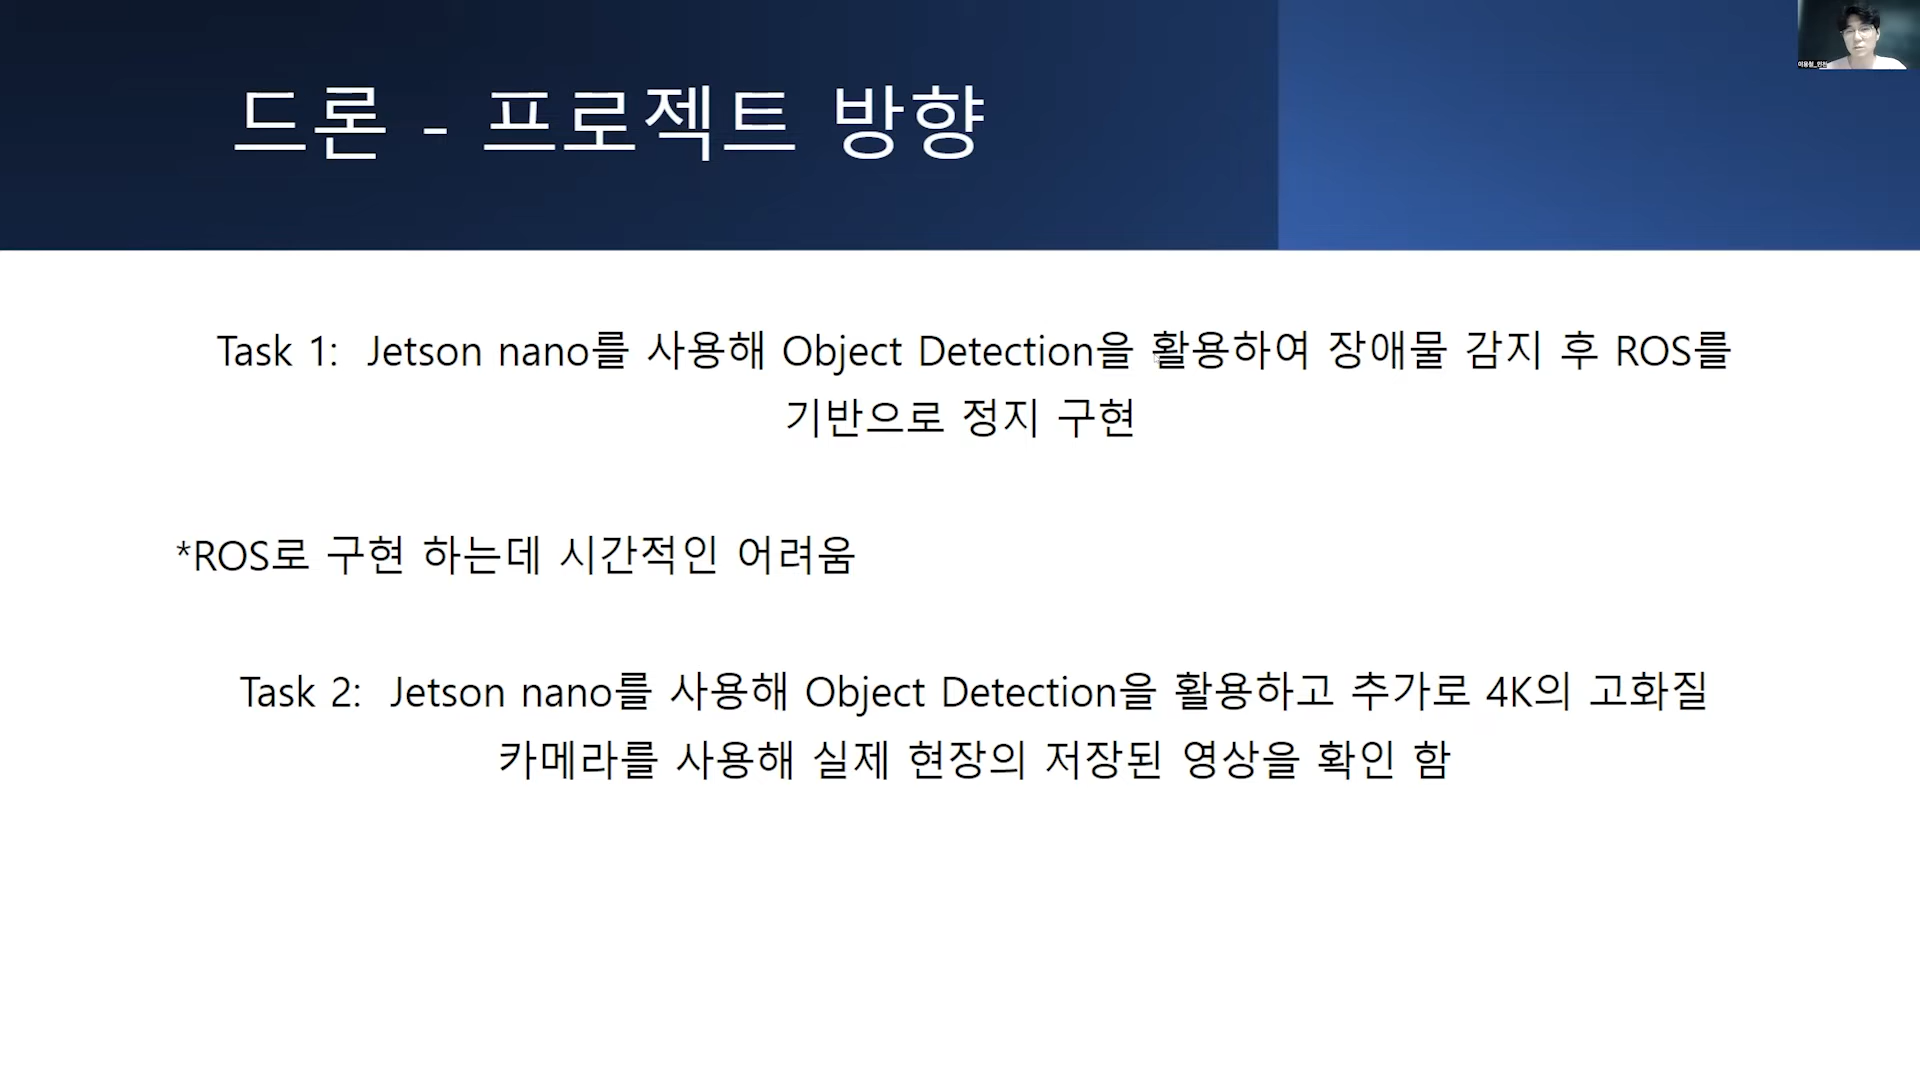 드론 - 프로젝트 방향
Task 1: Jetson nano를 사용해 Object Detection을 활용하여 장애물 감지 후 ROS를
기반으로 정지 구현
*ROS로 구현 하는데 시간적인 어려움
Task 2: Jetson nano를 사용해 Object Detection을 활용하고 추가로 4K의 고화질
카메라를 사용해 실제 현장의 저장된 영상을 확인 함